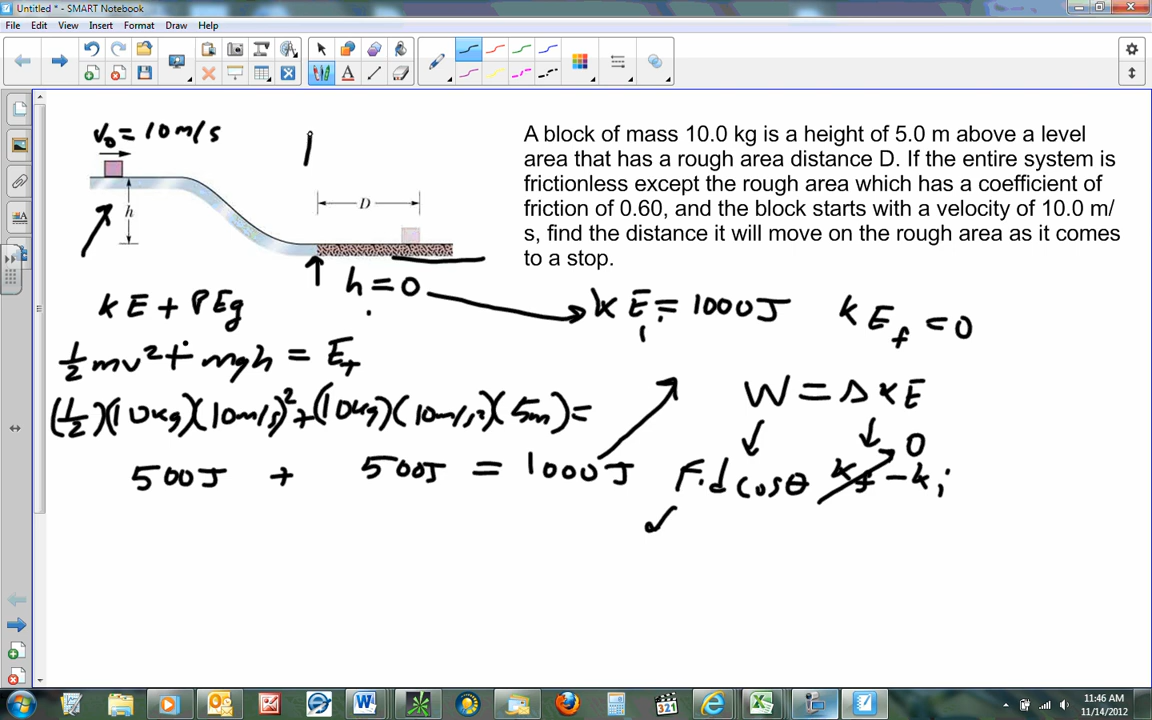 Untitled * - SMART Notebook
File Edit View Insert Format Draw Help
v₀ = 10 m/s
h
D
A block of mass 10.0 kg is a height of 5.0 m above a level
area that has a rough area distance D. If the entire system is
frictionless except the rough area which has a coefficient of
friction of 0.60, and the block starts with a velocity of 10.0 m/
s, find the distance it will move on the rough area as it comes
to a stop.
h = 0
KE + PEg
KEᵢ = 1000J KEf = 0
½mv² + mgh = E_T
(½)(10kg)(10m/s)² + (10kg)(10m/s²)(5m) =
W = ΔKE
0
500J + 500J = 1000J
F·d cosθ Kf - Kᵢ
11:46 AM
11/14/2012